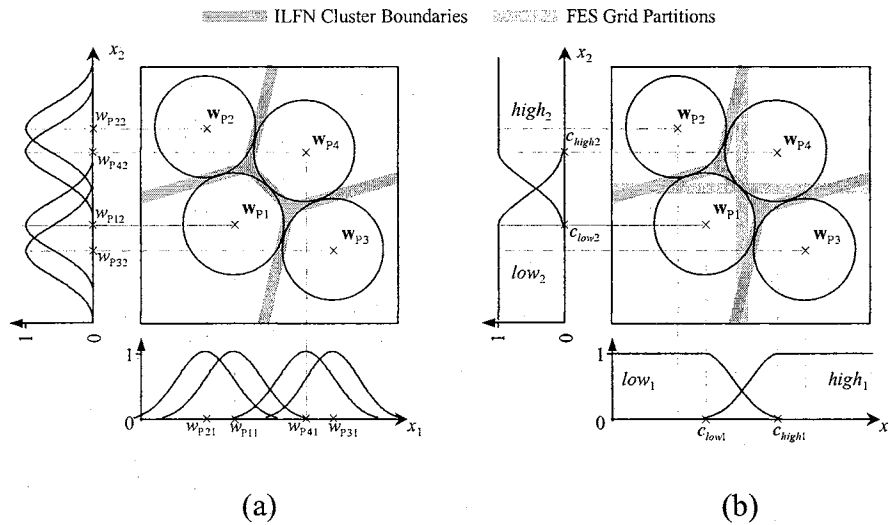 ILFN Cluster Boundaries
FES Grid Partitions
x2
wP22
wP42
wP12
wP32
1
0
wP2
wP4
wP1
wP3
1
0
wP21
wP11
wP41
wP31
x1
(a)
x2
high2
low2
chigh2
clow2
1
0
wP2
wP4
wP1
wP3
1
0
low1
high1
clow1
chigh1
x
(b)